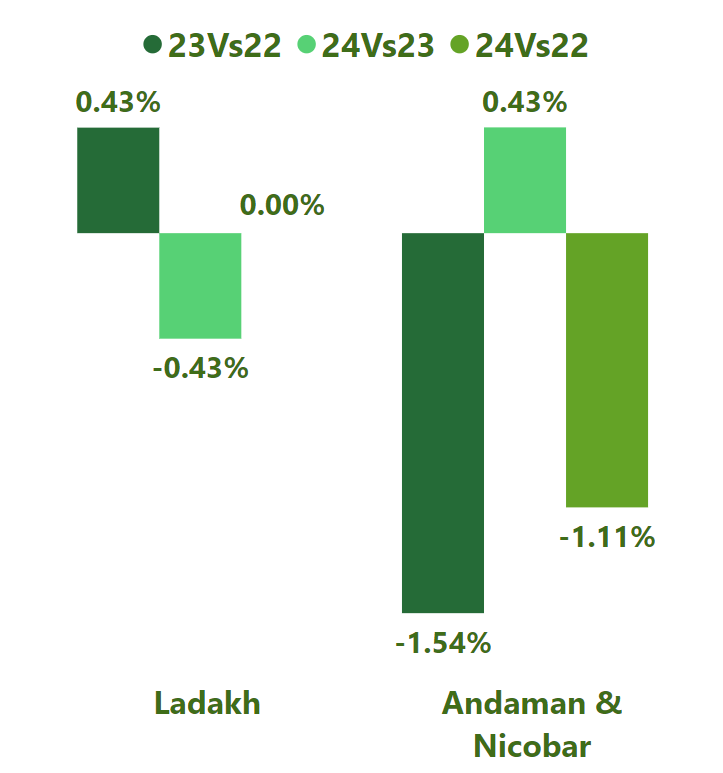 23Vs22 24Vs23 24Vs22
0.43%
0.43%
0.00%
-0.43%
-1.11%
-1.54%
Ladakh
Andaman &
Nicobar